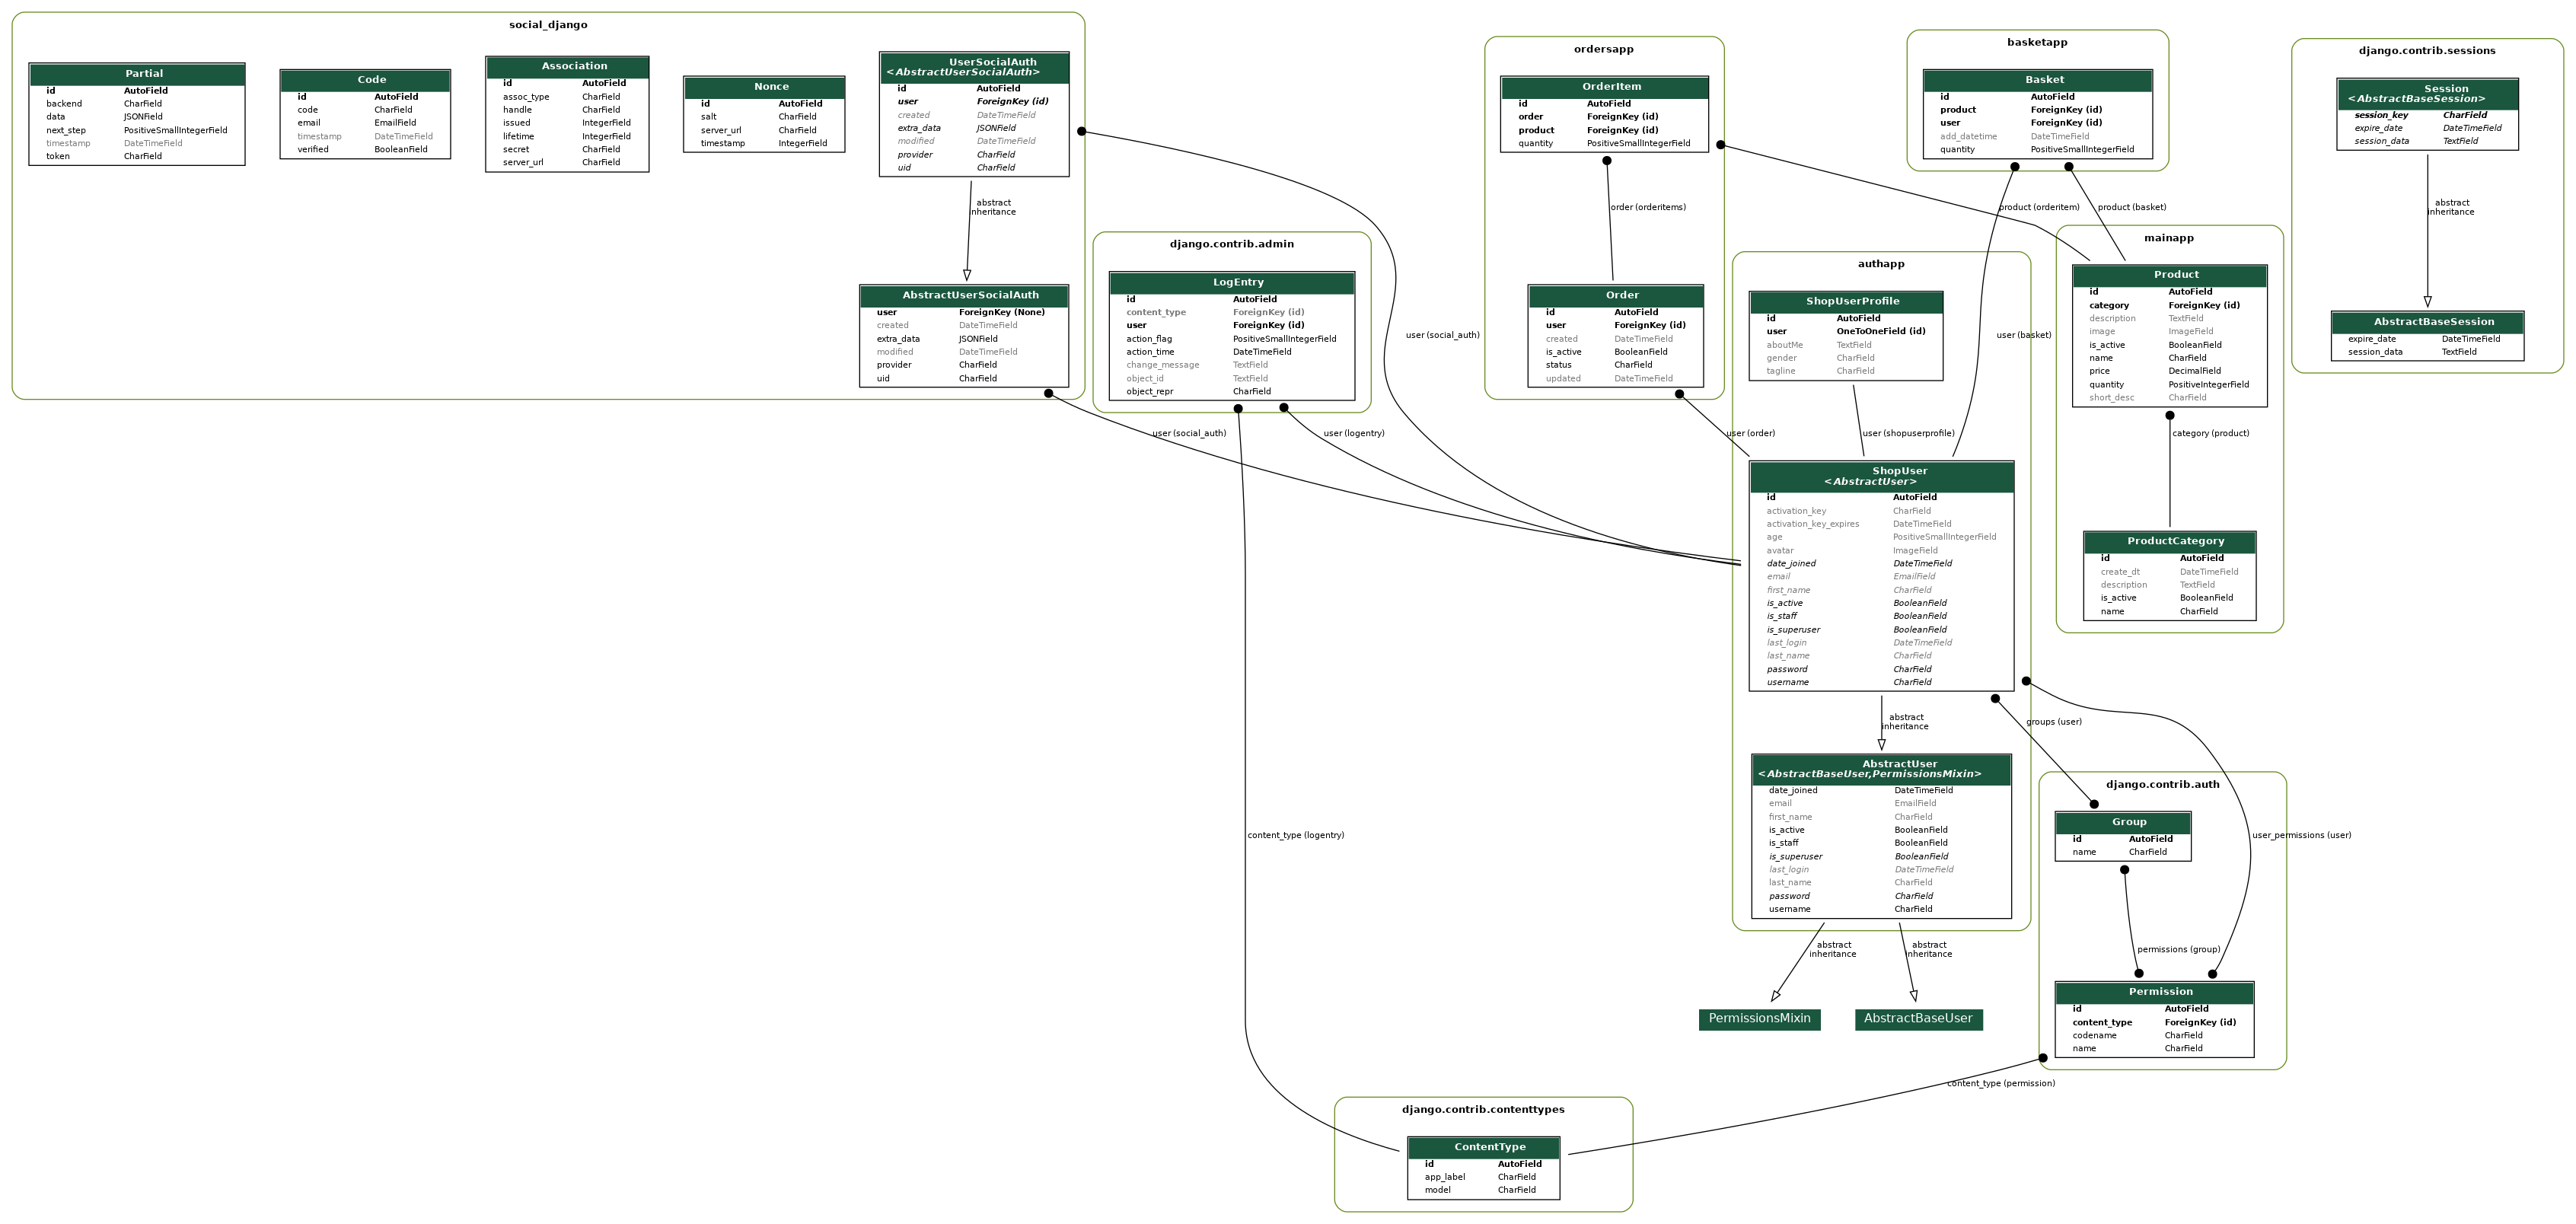 social_django
Partial
id AutoField
backend CharField
data JSONField
next_step PositiveSmallIntegerField
timestamp DateTimeField
token CharField
Code
id AutoField
code CharField
email EmailField
timestamp DateTimeField
verified BooleanField
Association
id AutoField
assoc_type CharField
handle CharField
issued IntegerField
lifetime IntegerField
secret CharField
server_url CharField
Nonce
id AutoField
salt CharField
server_url CharField
timestamp IntegerField
UserSocialAuth
<AbstractUserSocialAuth>
id AutoField
user ForeignKey (id)
created DateTimeField
extra_data JSONField
modified DateTimeField
provider CharField
uid CharField
abstract
inheritance
AbstractUserSocialAuth
user ForeignKey (None)
created DateTimeField
extra_data JSONField
modified DateTimeField
provider CharField
uid CharField
django.contrib.admin
LogEntry
id AutoField
content_type ForeignKey (id)
user ForeignKey (id)
action_flag PositiveSmallIntegerField
action_time DateTimeField
change_message TextField
object_id TextField
object_repr CharField
user (social_auth)
user (social_auth)
user (logentry)
content_type (logentry)
ordersapp
OrderItem
id AutoField
order ForeignKey (id)
product ForeignKey (id)
quantity PositiveSmallIntegerField
order (orderitems)
Order
id AutoField
user ForeignKey (id)
created DateTimeField
is_active BooleanField
status CharField
updated DateTimeField
user (order)
basketapp
Basket
id AutoField
product ForeignKey (id)
user ForeignKey (id)
add_datetime DateTimeField
quantity PositiveSmallIntegerField
product (orderitem)
product (basket)
user (basket)
authapp
ShopUserProfile
id AutoField
user OneToOneField (id)
aboutMe TextField
gender CharField
tagline CharField
user (shopuserprofile)
ShopUser
<AbstractUser>
id AutoField
activation_key CharField
activation_key_expires DateTimeField
age PositiveSmallIntegerField
avatar ImageField
date_joined DateTimeField
email EmailField
first_name CharField
is_active BooleanField
is_staff BooleanField
is_superuser BooleanField
last_login DateTimeField
last_name CharField
password CharField
username CharField
abstract
inheritance
AbstractUser
<AbstractBaseUser,PermissionsMixin>
date_joined DateTimeField
email EmailField
first_name CharField
is_active BooleanField
is_staff BooleanField
is_superuser BooleanField
last_login DateTimeField
last_name CharField
password CharField
username CharField
abstract
inheritance
abstract
inheritance
PermissionsMixin
AbstractBaseUser
mainapp
Product
id AutoField
category ForeignKey (id)
description TextField
image ImageField
is_active BooleanField
name CharField
price DecimalField
quantity PositiveIntegerField
short_desc CharField
category (product)
ProductCategory
id AutoField
create_dt DateTimeField
description TextField
is_active BooleanField
name CharField
django.contrib.sessions
Session
<AbstractBaseSession>
session_key CharField
expire_date DateTimeField
session_data TextField
abstract
inheritance
AbstractBaseSession
expire_date DateTimeField
session_data TextField
groups (user)
user_permissions (user)
django.contrib.auth
Group
id AutoField
name CharField
permissions (group)
Permission
id AutoField
content_type ForeignKey (id)
codename CharField
name CharField
content_type (permission)
django.contrib.contenttypes
ContentType
id AutoField
app_label CharField
model CharField